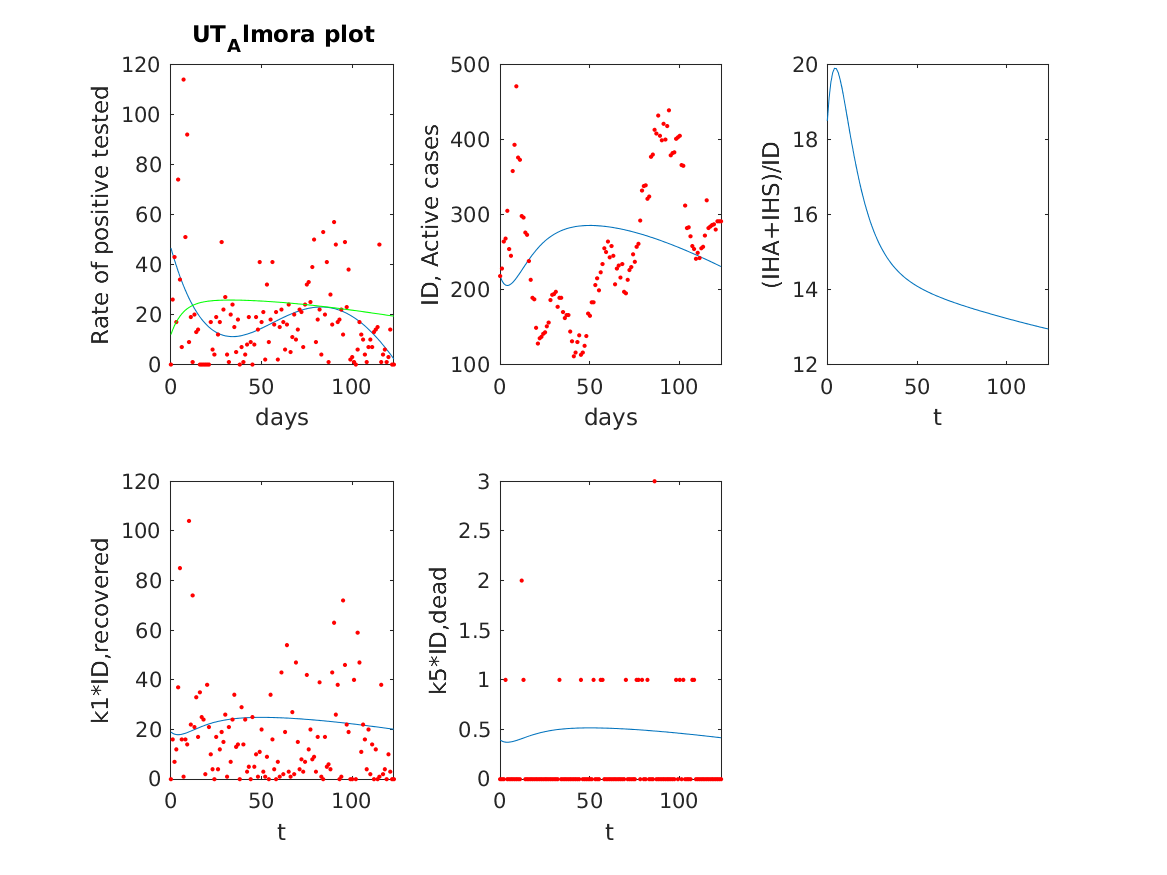 UT_Almora plot
120
100
80
60
40
20
0
0 50 100
Rate of positive tested
days
500
400
300
200
100
0 50 100
ID, Active cases
days
20
18
16
14
12
0 50 100
(IHA+IHS)/ID
t
120
100
80
60
40
20
0
0 50 100
k1*ID,recovered
t
3
2.5
2
1.5
1
0.5
0
0 50 100
k5*ID,dead
t